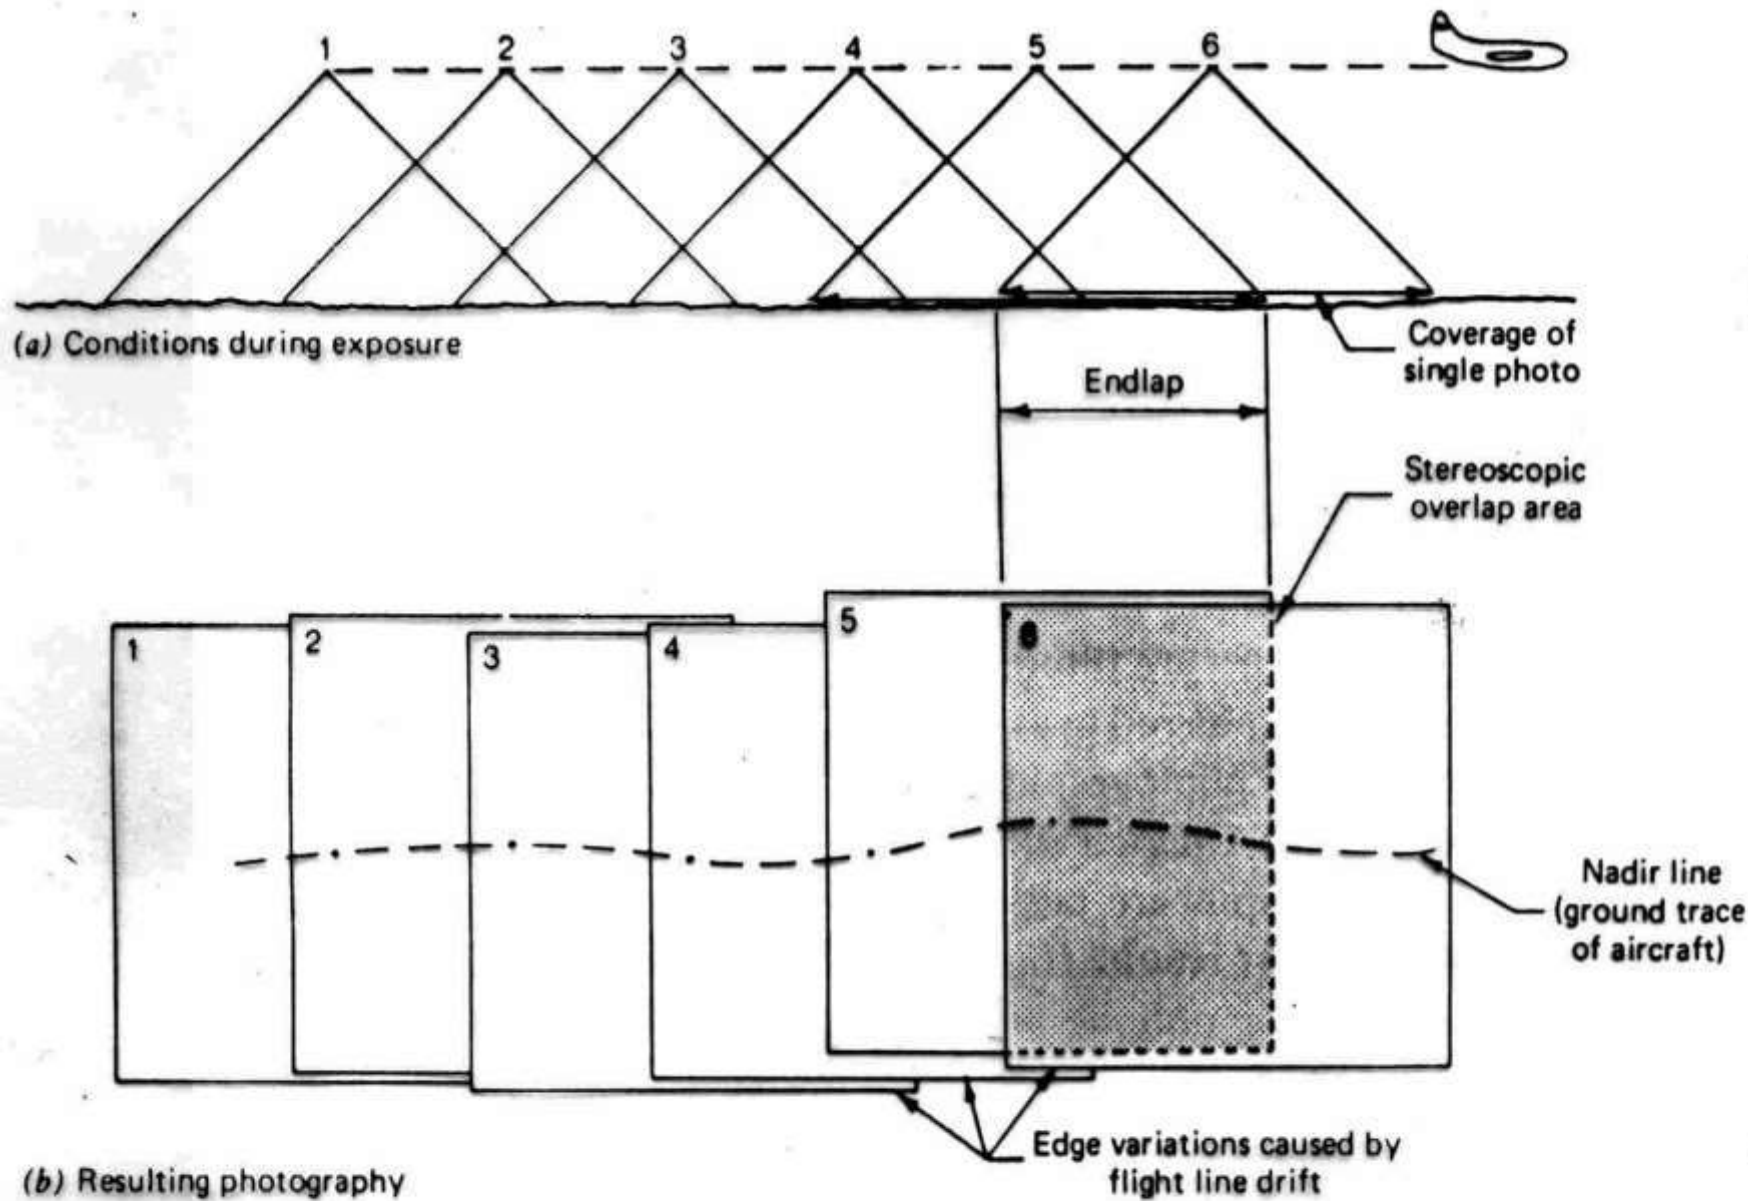 1 2 3 4 5 6
(a) Conditions during exposure
Coverage of
single photo
Endlap
Stereoscopic
overlap area
1 2 3 4 5 6
Nadir line
(ground trace
of aircraft)
Edge variations caused by
flight line drift
(b) Resulting photography